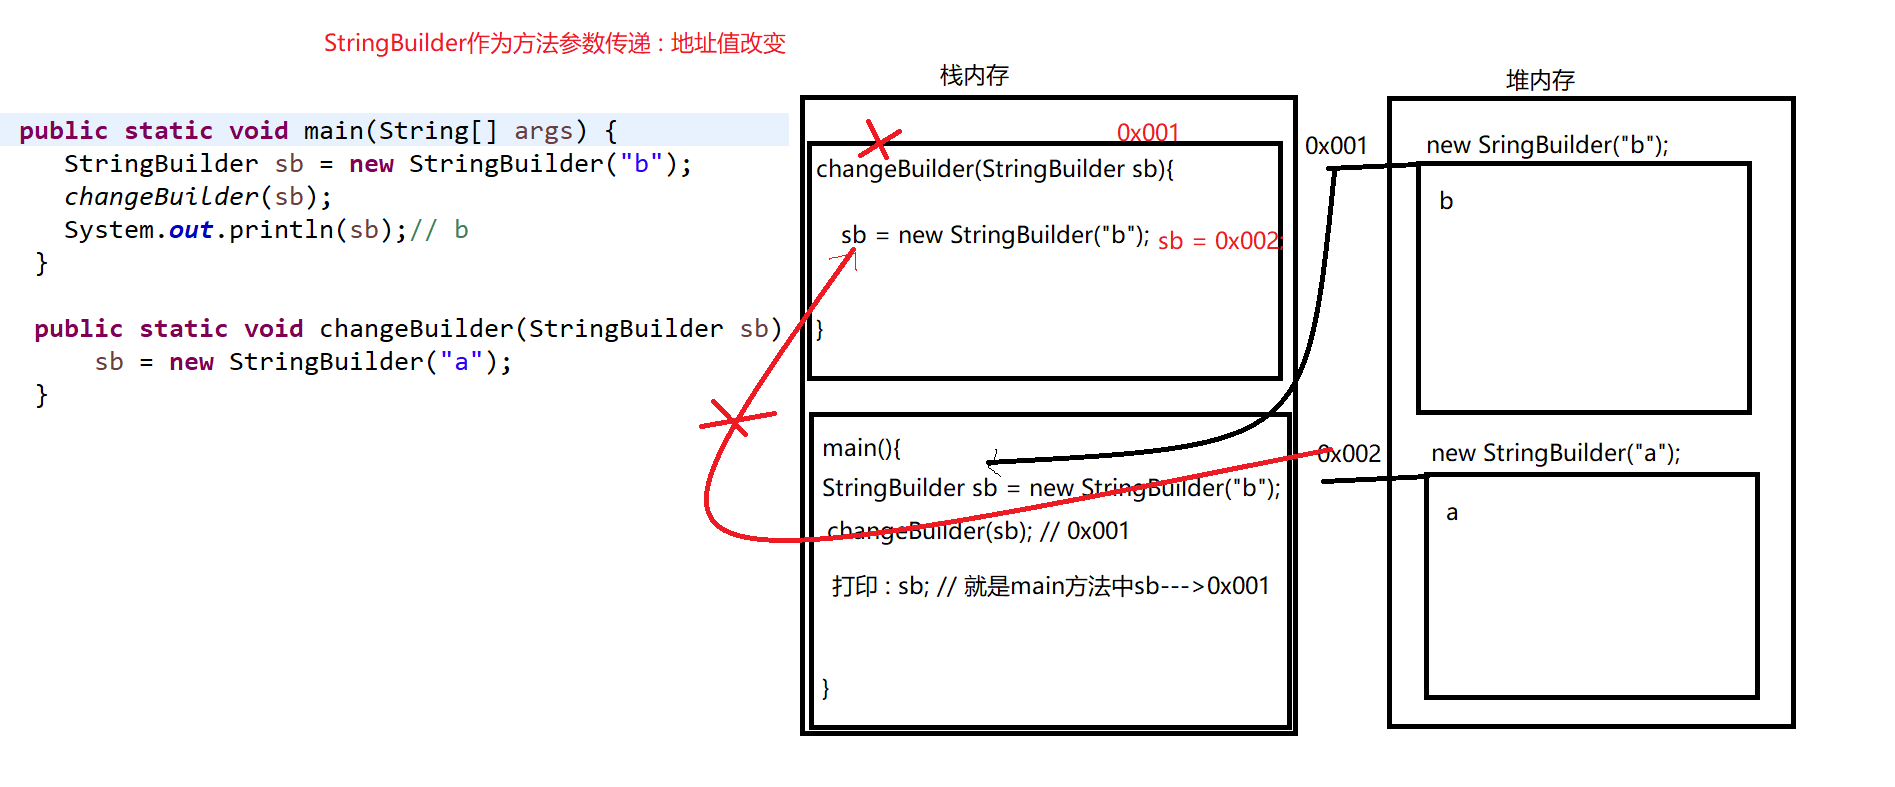 StringBuilder作为方法参数传递：地址值改变
public static void main(String[] args) {
StringBuilder sb = new StringBuilder("b");
changeBuilder(sb);
System.out.println(sb);// b
}
public static void changeBuilder(StringBuilder sb)
sb = new StringBuilder("a");
}
栈内存
0x001
changeBuilder(StringBuilder sb){
sb = new StringBuilder("b"); sb = 0x002;
}
main(){
StringBuilder sb = new StringBuilder("b");
changeBuilder(sb); // 0x001
打印：sb; // 就是main方法中sb--->0x001
}
堆内存
0x001
new SringBuilder("b");
b
0x002
new StringBuilder("a");
a